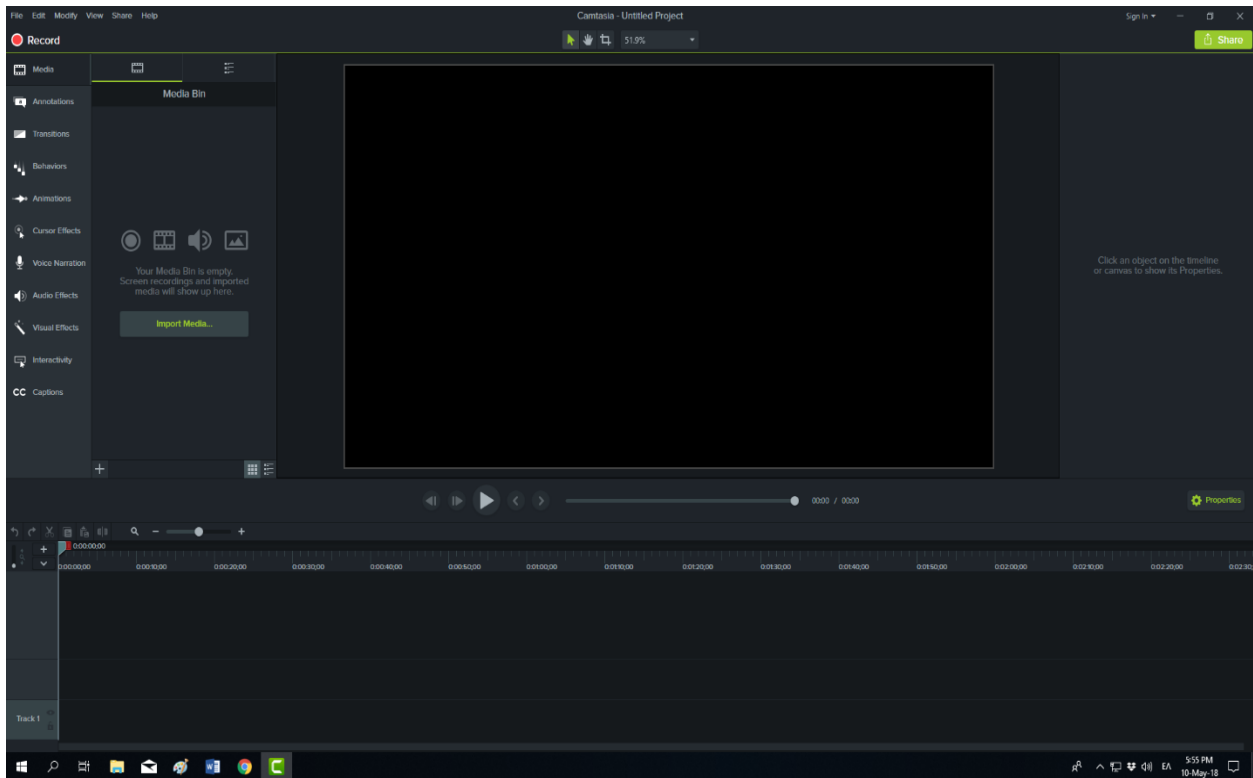 File Edit Modify View Share Help
Camtasia - Untitled Project
Sign In
Record
51.9%
Share
Media
Annotations
Transitions
Behaviors
Animations
Cursor Effects
Voice Narration
Audio Effects
Visual Effects
Interactivity
CC Captions
Media Bin
Your Media Bin is empty.
Screen recordings and imported
media will show up here.
Import Media...
Click an object on the timeline
or canvas to show its Properties.
00:00 / 00:00
Properties
0:00:00;00
0:00:00;00 0:00:10;00 0:00:20;00 0:00:30;00 0:00:40;00 0:00:50;00 0:01:00;00 0:01:10;00 0:01:20;00 0:01:30;00 0:01:40;00 0:01:50;00 0:02:00;00 0:02:10;00 0:02:20;00 0:02:30;
Track 1
ΕΛ
5:55 PM
10-May-18